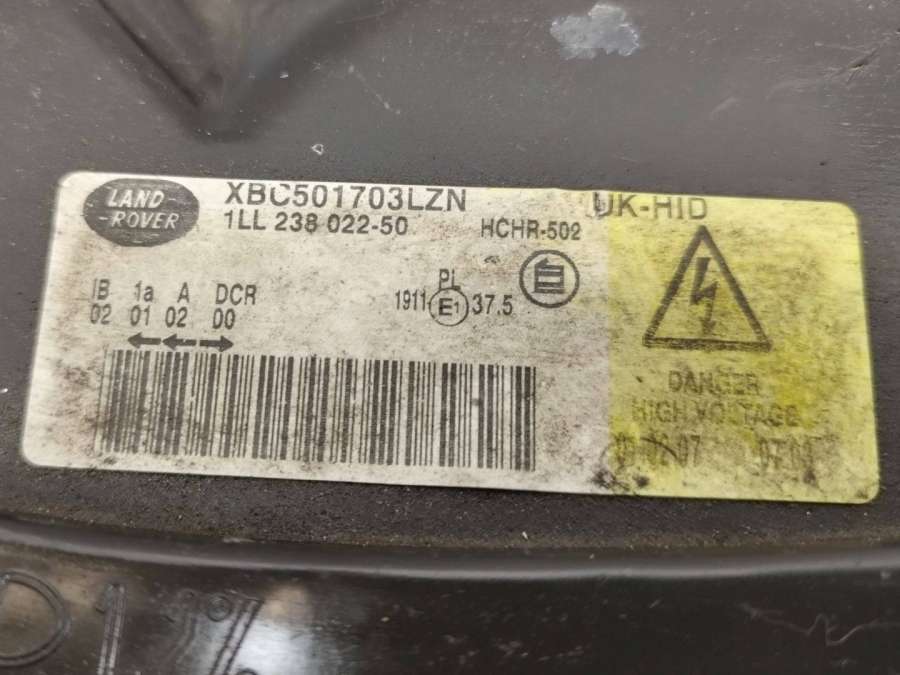 LAND-
-ROVER
XBC501703LZN
UK-HID
1LL 238 022-50
HCHR-502
自
IB 1a A DCR
02 01 02 00
PL
1911 E1 37.5
DANGER
HIGH VOLTAGE